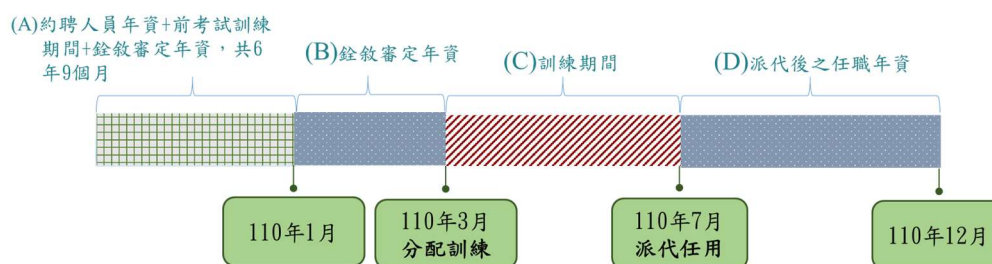 (A)約聘人員年資+前考試訓練
期間+銓敘審定年資，共6
年9個月
(B)銓敘審定年資
(C)訓練期間
(D)派代後之任職年資
110年1月
110年3月
分配訓練
110年7月
派代任用
110年12月